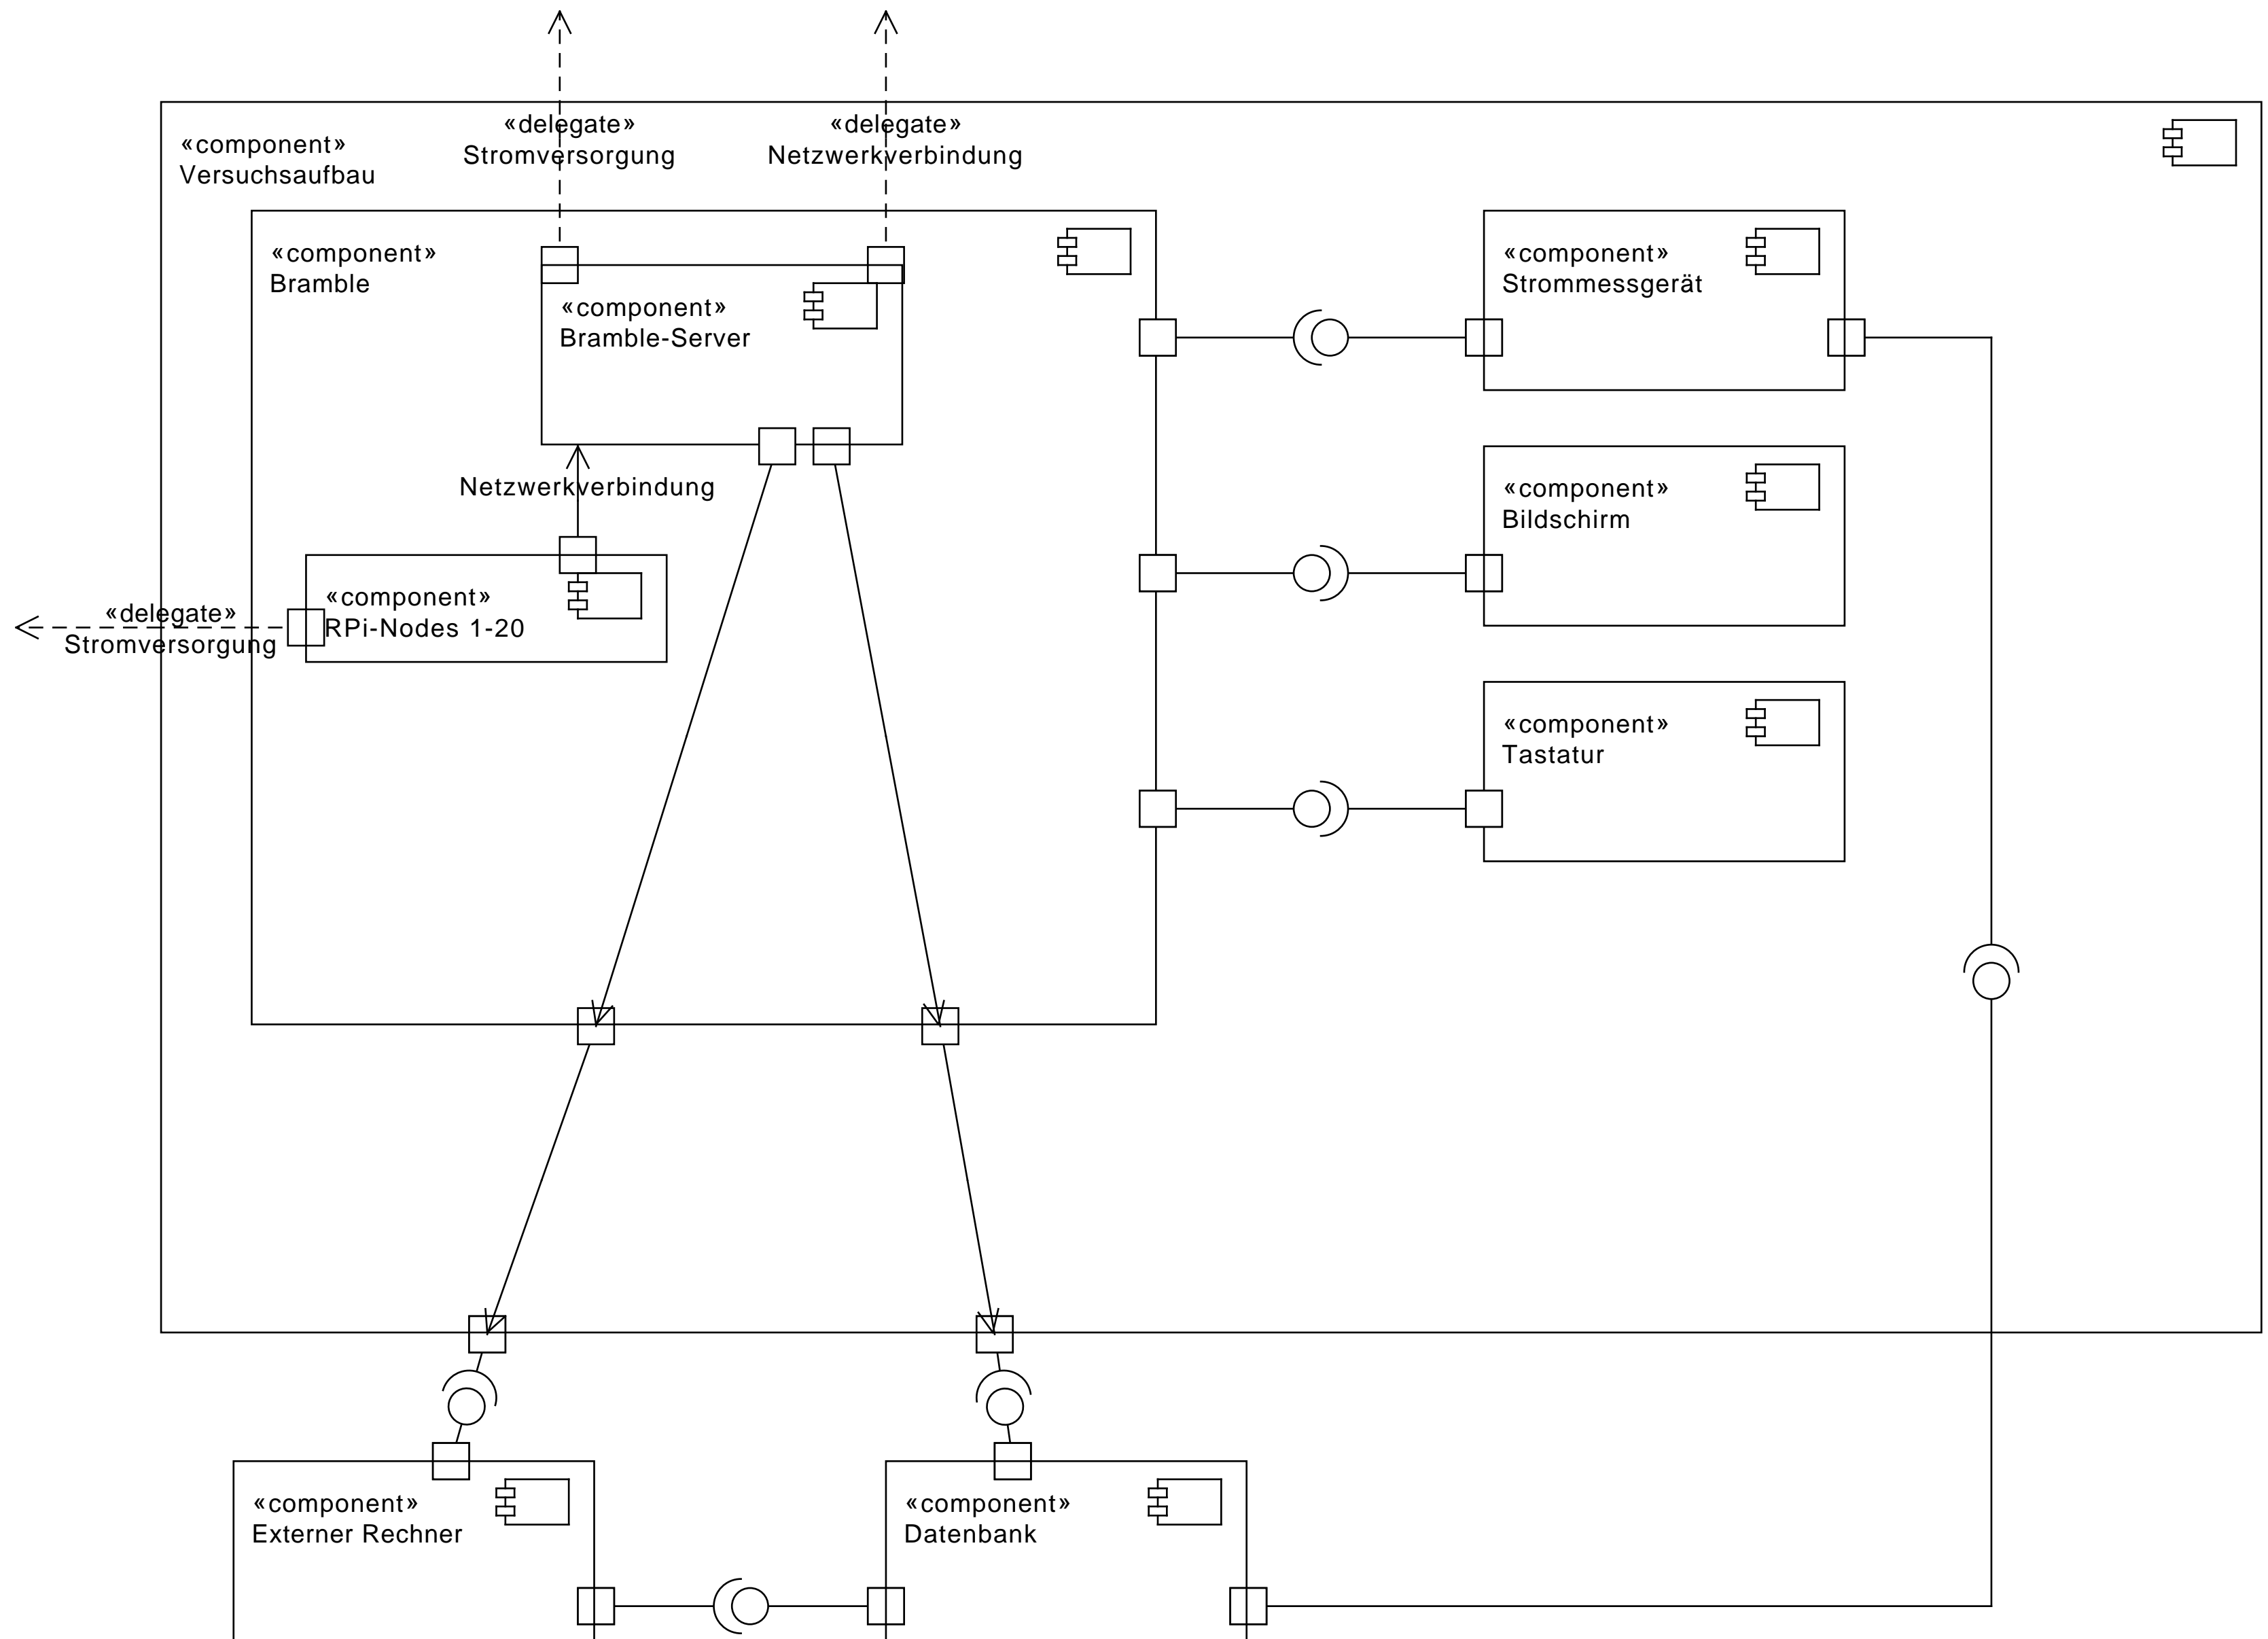 «delegate»
Stromversorgung
«delegate»
Netzwerkverbindung
«component»
Versuchsaufbau
«component»
Bramble
«component»
Bramble-Server
«component»
Strommessgerät
Netzwerkverbindung
«component»
Bildschirm
«component»
RPi-Nodes 1-20
«delegate»
Stromversorgung
«component»
Tastatur
«component»
Externer Rechner
«component»
Datenbank